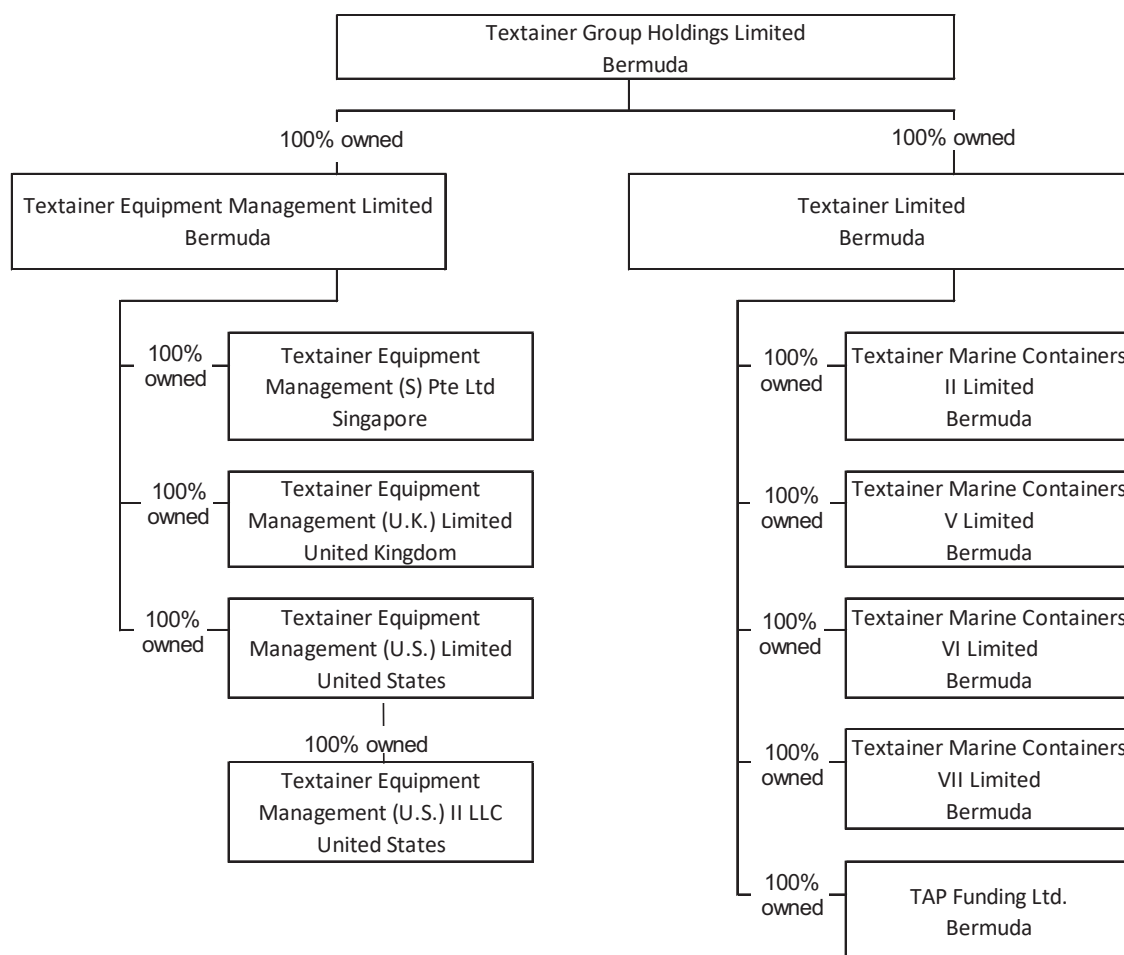 Textainer Group Holdings Limited
Bermuda
100% owned
100% owned
Textainer Equipment Management Limited
Bermuda
Textainer Limited
Bermuda
100%
owned
Textainer Equipment
Management (S) Pte Ltd
Singapore
100%
owned
Textainer Equipment
Management (U.K.) Limited
United Kingdom
100%
owned
Textainer Equipment
Management (U.S.) Limited
United States
100% owned
Textainer Equipment
Management (U.S.) II LLC
United States
100%
owned
Textainer Marine Containers
II Limited
Bermuda
100%
owned
Textainer Marine Containers
V Limited
Bermuda
100%
owned
Textainer Marine Containers
VI Limited
Bermuda
100%
owned
Textainer Marine Containers
VII Limited
Bermuda
100%
owned
TAP Funding Ltd.
Bermuda